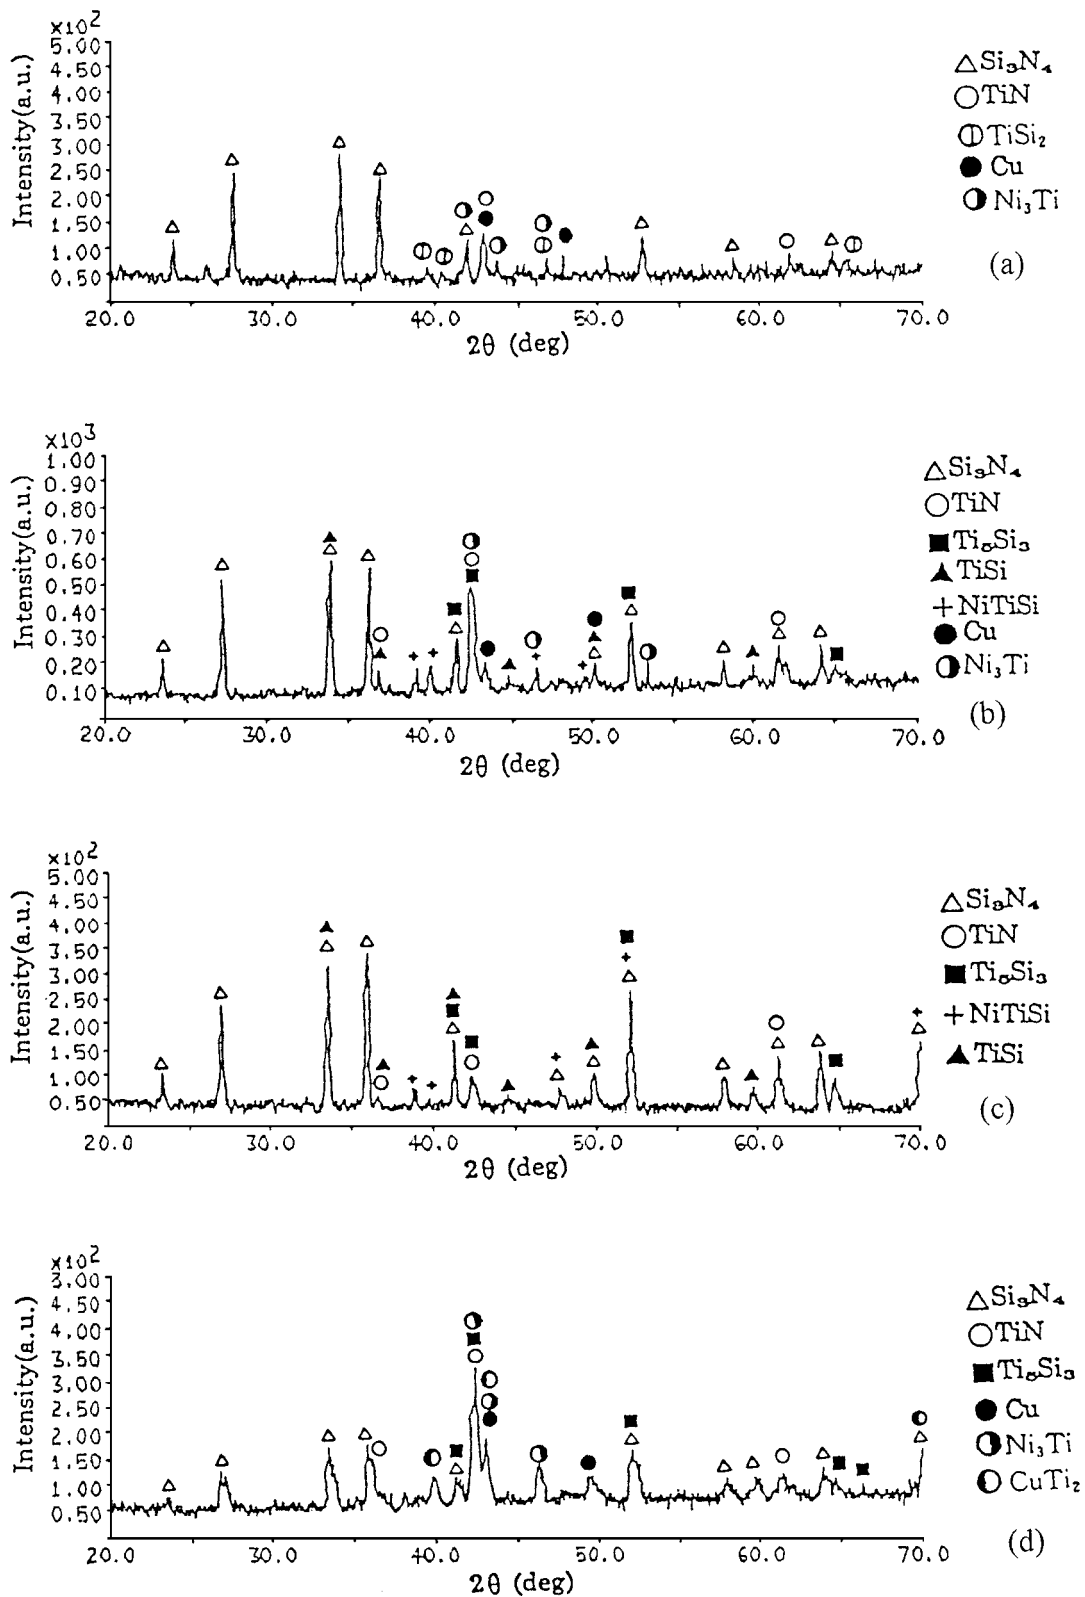 ×10²
5.00
4.50
4.00
3.50
3.00
2.50
2.00
1.50
1.00
0.50
Intensity(a.u.)
20.0 30.0 40.0 50.0 60.0 70.0
2θ (deg)
△Si₃N₄
○TiN
TiSi₂
● Cu
◑ Ni₃Ti
(a)
×10³
1.00
0.90
0.80
0.70
0.60
0.50
0.40
0.30
0.20
0.10
Intensity(a.u.)
20.0 30.0 40.0 50.0 60.0 70.0
2θ (deg)
△Si₃N₄
○TiN
■Ti₅Si₃
▲TiSi
+NiTiSi
●Cu
◑Ni₃Ti
(b)
×10²
5.00
4.50
4.00
3.50
3.00
2.50
2.00
1.50
1.00
0.50
Intensity(a.u.)
20.0 30.0 40.0 50.0 60.0 70.0
2θ (deg)
△Si₃N₄
○TiN
■Ti₅Si₃
+NiTiSi
▲TiSi
(c)
×10²
3.00
4.50
4.00
3.50
3.00
2.50
2.00
1.50
1.00
0.50
Intensity(a.u.)
20.0 30.0 40.0 50.0 60.0 70.0
2θ (deg)
△Si₃N₄
○TiN
■Ti₅Si₃
● Cu
◑ Ni₃Ti
◐ CuTi₂
(d)